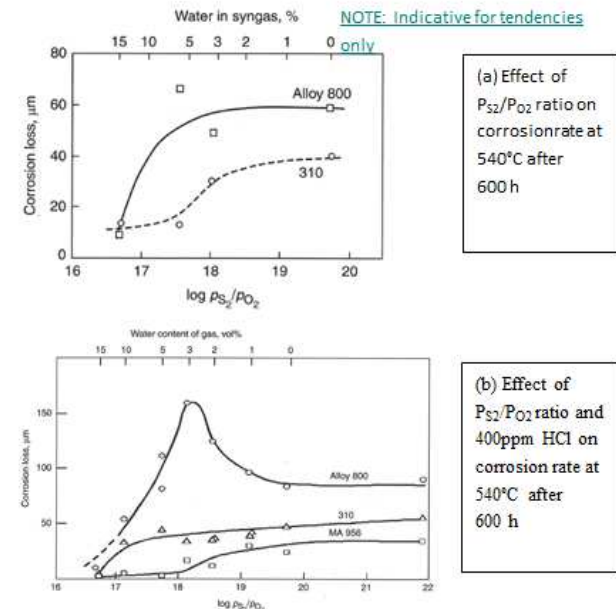 Water in syngas, %
NOTE: Indicative for tendencies
only
15 10 5 3 2 1 0
80
60
40
20
0
Corrosion loss, μm
Alloy 800
310
16 17 18 19 20
log pS2/pO2
(a) Effect of
PS2/PO2 ratio on
corrosionrate at
540°C after
600 h
Water content of gas, vol%
15 10 5 3 2 1 0
150
100
50
Corrosion loss, μm
Alloy 800
310
MA 956
16 17 18 19 20 21 22
log pS2/pO2
(b) Effect of
PS2/PO2 ratio and
400ppm HCl on
corrosion rate at
540°C after
600 h